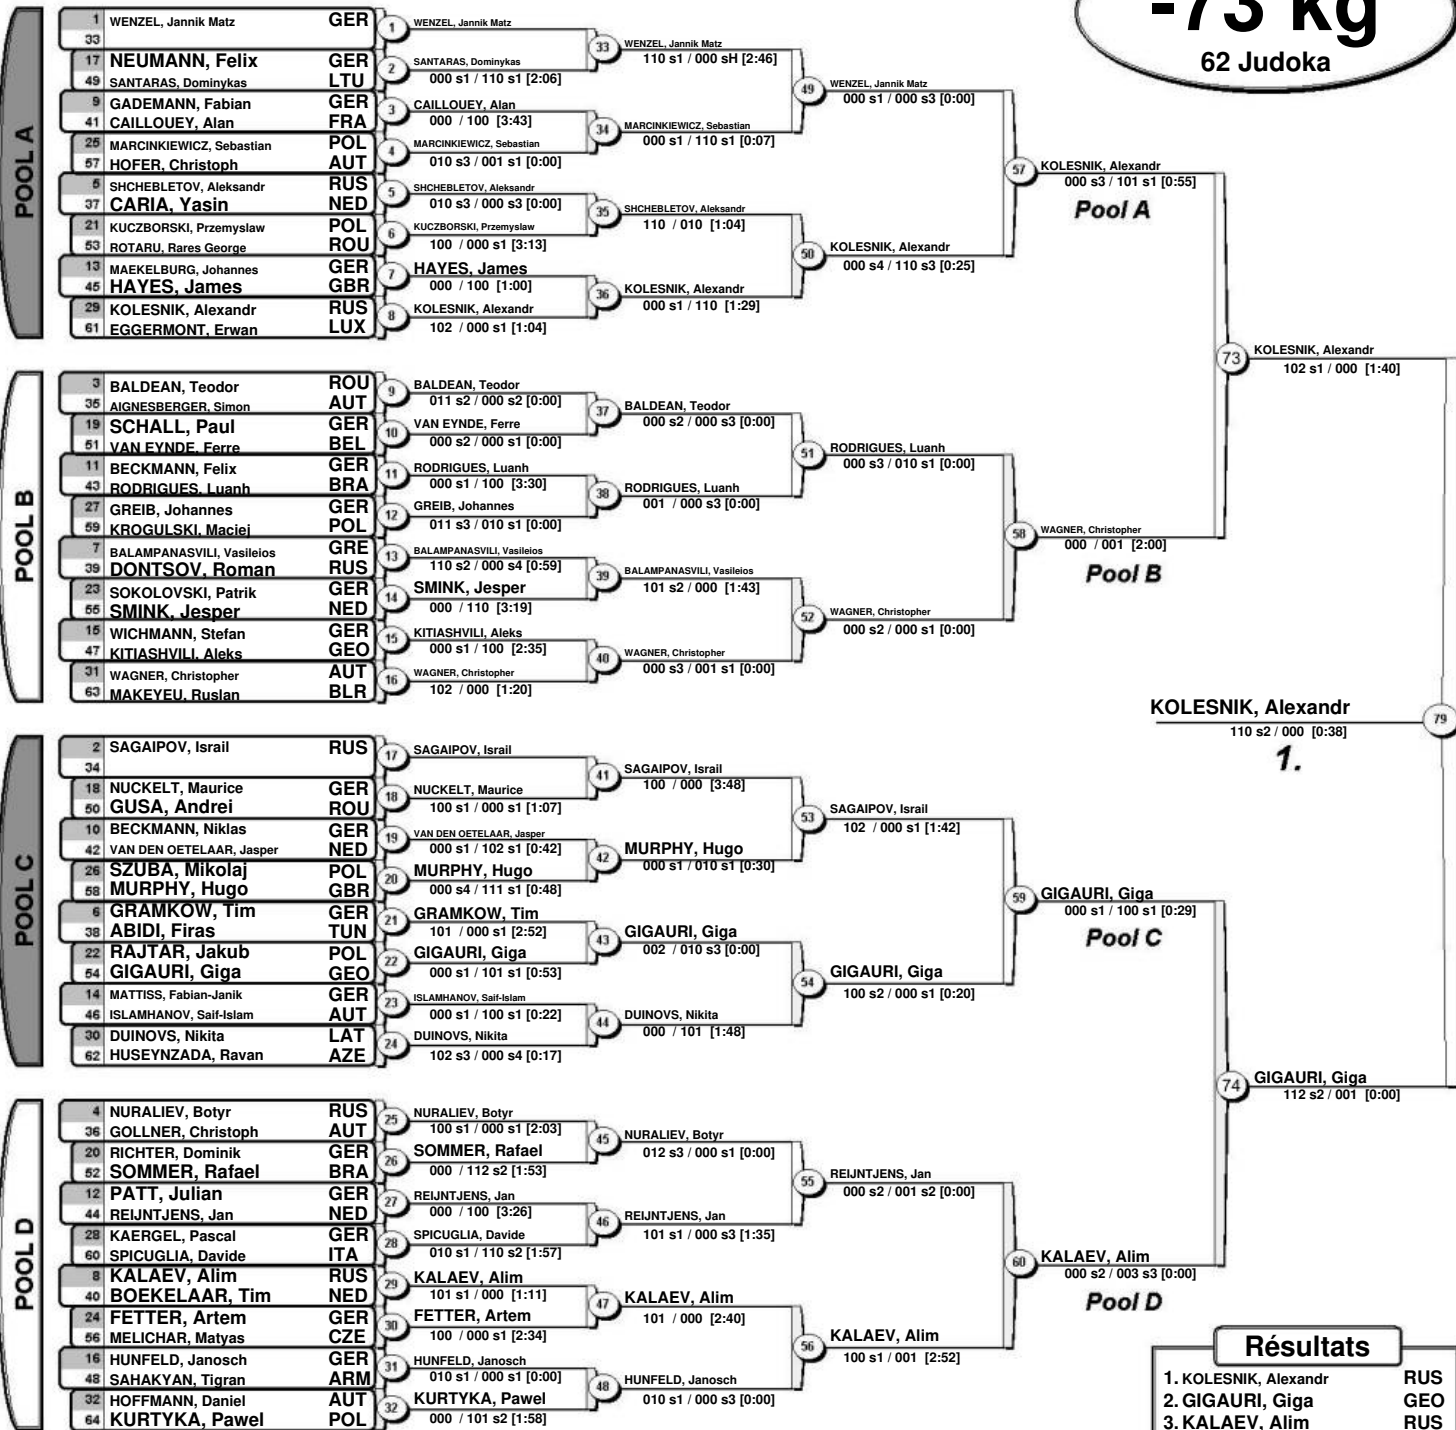 -73 kg
62 Judoka
POOL A
1 WENZEL, Jannik Matz GER
33
17 NEUMANN, Felix GER
49 SANTARAS, Dominykas LTU
9 GADEMANN, Fabian GER
41 CAILLOUEY, Alan FRA
25 MARCINKIEWICZ, Sebastian POL
57 HOFER, Christoph AUT
5 SHCHEBLETOV, Aleksandr RUS
37 CARIA, Yasin NED
21 KUCZBORSKI, Przemyslaw POL
53 ROTARU, Rares George ROU
13 MAEKELBURG, Johannes GER
45 HAYES, James GBR
29 KOLESNIK, Alexandr RUS
61 EGGERMONT, Erwan LUX
1 WENZEL, Jannik Matz
2 SANTARAS, Dominykas
000 s1 / 110 s1 [2:06]
3 CAILLOUEY, Alan
000 / 100 [3:43]
4 MARCINKIEWICZ, Sebastian
010 s3 / 001 s1 [0:00]
5 SHCHEBLETOV, Aleksandr
010 s3 / 000 s3 [0:00]
6 KUCZBORSKI, Przemyslaw
100 / 000 s1 [3:13]
7 HAYES, James
000 / 100 [1:00]
8 KOLESNIK, Alexandr
102 / 000 s1 [1:04]
33 WENZEL, Jannik Matz
110 s1 / 000 sH [2:46]
34 MARCINKIEWICZ, Sebastian
000 s1 / 110 s1 [0:07]
35 SHCHEBLETOV, Aleksandr
110 / 010 [1:04]
36 KOLESNIK, Alexandr
000 s1 / 110 [1:29]
49 WENZEL, Jannik Matz
000 s1 / 000 s3 [0:00]
50 KOLESNIK, Alexandr
000 s4 / 110 s3 [0:25]
57 KOLESNIK, Alexandr
000 s3 / 101 s1 [0:55]
Pool A
POOL B
3 BALDEAN, Teodor ROU
35 AIGNESBERGER, Simon AUT
19 SCHALL, Paul GER
51 VAN EYNDE, Ferre BEL
11 BECKMANN, Felix GER
43 RODRIGUES, Luanh BRA
27 GREIB, Johannes GER
59 KROGULSKI, Maciej POL
7 BALAMPANASVILI, Vasileios GRE
39 DONTSOV, Roman RUS
23 SOKOLOVSKI, Patrik GER
55 SMINK, Jesper NED
15 WICHMANN, Stefan GER
47 KITIASHVILI, Aleks GEO
31 WAGNER, Christopher AUT
63 MAKEYEU, Ruslan BLR
9 BALDEAN, Teodor
011 s2 / 000 s2 [0:00]
10 VAN EYNDE, Ferre
000 s2 / 000 s1 [0:00]
11 RODRIGUES, Luanh
000 s1 / 100 [3:30]
12 GREIB, Johannes
011 s3 / 010 s1 [0:00]
13 BALAMPANASVILI, Vasileios
110 s2 / 000 s4 [0:59]
14 SMINK, Jesper
000 / 110 [3:19]
15 KITIASHVILI, Aleks
000 s1 / 100 [2:35]
16 WAGNER, Christopher
102 / 000 [1:20]
37 BALDEAN, Teodor
000 s2 / 000 s3 [0:00]
38 RODRIGUES, Luanh
001 / 000 s3 [0:00]
39 BALAMPANASVILI, Vasileios
101 s2 / 000 [1:43]
40 WAGNER, Christopher
000 s3 / 001 s1 [0:00]
51 RODRIGUES, Luanh
000 s3 / 010 s1 [0:00]
52 WAGNER, Christopher
000 s2 / 000 s1 [0:00]
58 WAGNER, Christopher
000 / 001 [2:00]
Pool B
73 KOLESNIK, Alexandr
102 s1 / 000 [1:40]
KOLESNIK, Alexandr 79
110 s2 / 000 [0:38]
1.
POOL C
2 SAGAIPOV, Israil RUS
34
18 NUCKELT, Maurice GER
50 GUSA, Andrei ROU
10 BECKMANN, Niklas GER
42 VAN DEN OETELAAR, Jasper NED
26 SZUBA, Mikolaj POL
58 MURPHY, Hugo GBR
6 GRAMKOW, Tim GER
38 ABIDI, Firas TUN
22 RAJTAR, Jakub POL
54 GIGAURI, Giga GEO
14 MATTISS, Fabian-Janik GER
46 ISLAMHANOV, Saif-Islam AUT
30 DUINOVS, Nikita LAT
62 HUSEYNZADA, Ravan AZE
17 SAGAIPOV, Israil
18 NUCKELT, Maurice
100 s1 / 000 s1 [1:07]
19 VAN DEN OETELAAR, Jasper
000 s1 / 102 s1 [0:42]
20 MURPHY, Hugo
000 s4 / 111 s1 [0:48]
21 GRAMKOW, Tim
101 / 000 s1 [2:52]
22 GIGAURI, Giga
000 s1 / 101 s1 [0:53]
23 ISLAMHANOV, Saif-Islam
000 s1 / 100 s1 [0:22]
24 DUINOVS, Nikita
102 s3 / 000 s4 [0:17]
41 SAGAIPOV, Israil
100 / 000 [3:48]
42 MURPHY, Hugo
000 s1 / 010 s1 [0:30]
43 GIGAURI, Giga
002 / 010 s3 [0:00]
44 DUINOVS, Nikita
000 / 101 [1:48]
53 SAGAIPOV, Israil
102 / 000 s1 [1:42]
54 GIGAURI, Giga
100 s2 / 000 s1 [0:20]
59 GIGAURI, Giga
000 s1 / 100 s1 [0:29]
Pool C
74 GIGAURI, Giga
112 s2 / 001 [0:00]
POOL D
4 NURALIEV, Botyr RUS
36 GOLLNER, Christoph AUT
20 RICHTER, Dominik GER
52 SOMMER, Rafael BRA
12 PATT, Julian GER
44 REIJNTJENS, Jan NED
28 KAERGEL, Pascal GER
60 SPICUGLIA, Davide ITA
8 KALAEV, Alim RUS
40 BOEKELAAR, Tim NED
24 FETTER, Artem GER
56 MELICHAR, Matyas CZE
16 HUNFELD, Janosch GER
48 SAHAKYAN, Tigran ARM
32 HOFFMANN, Daniel AUT
64 KURTYKA, Pawel POL
25 NURALIEV, Botyr
100 s1 / 000 s1 [2:03]
26 SOMMER, Rafael
000 / 112 s2 [1:53]
27 REIJNTJENS, Jan
000 / 100 [3:26]
28 SPICUGLIA, Davide
010 s1 / 110 s2 [1:57]
29 KALAEV, Alim
101 s1 / 000 [1:11]
30 FETTER, Artem
100 / 000 s1 [2:34]
31 HUNFELD, Janosch
010 s1 / 000 s1 [0:00]
32 KURTYKA, Pawel
000 / 101 s2 [1:58]
45 NURALIEV, Botyr
012 s3 / 000 s1 [0:00]
46 REIJNTJENS, Jan
101 s1 / 000 s3 [1:35]
47 KALAEV, Alim
101 / 000 [2:40]
48 HUNFELD, Janosch
010 s1 / 000 s3 [0:00]
55 REIJNTJENS, Jan
000 s2 / 001 s2 [0:00]
56 KALAEV, Alim
100 s1 / 001 [2:52]
60 KALAEV, Alim
000 s2 / 003 s3 [0:00]
Pool D
Résultats
1. KOLESNIK, Alexandr RUS
2. GIGAURI, Giga GEO
3. KALAEV, Alim RUS